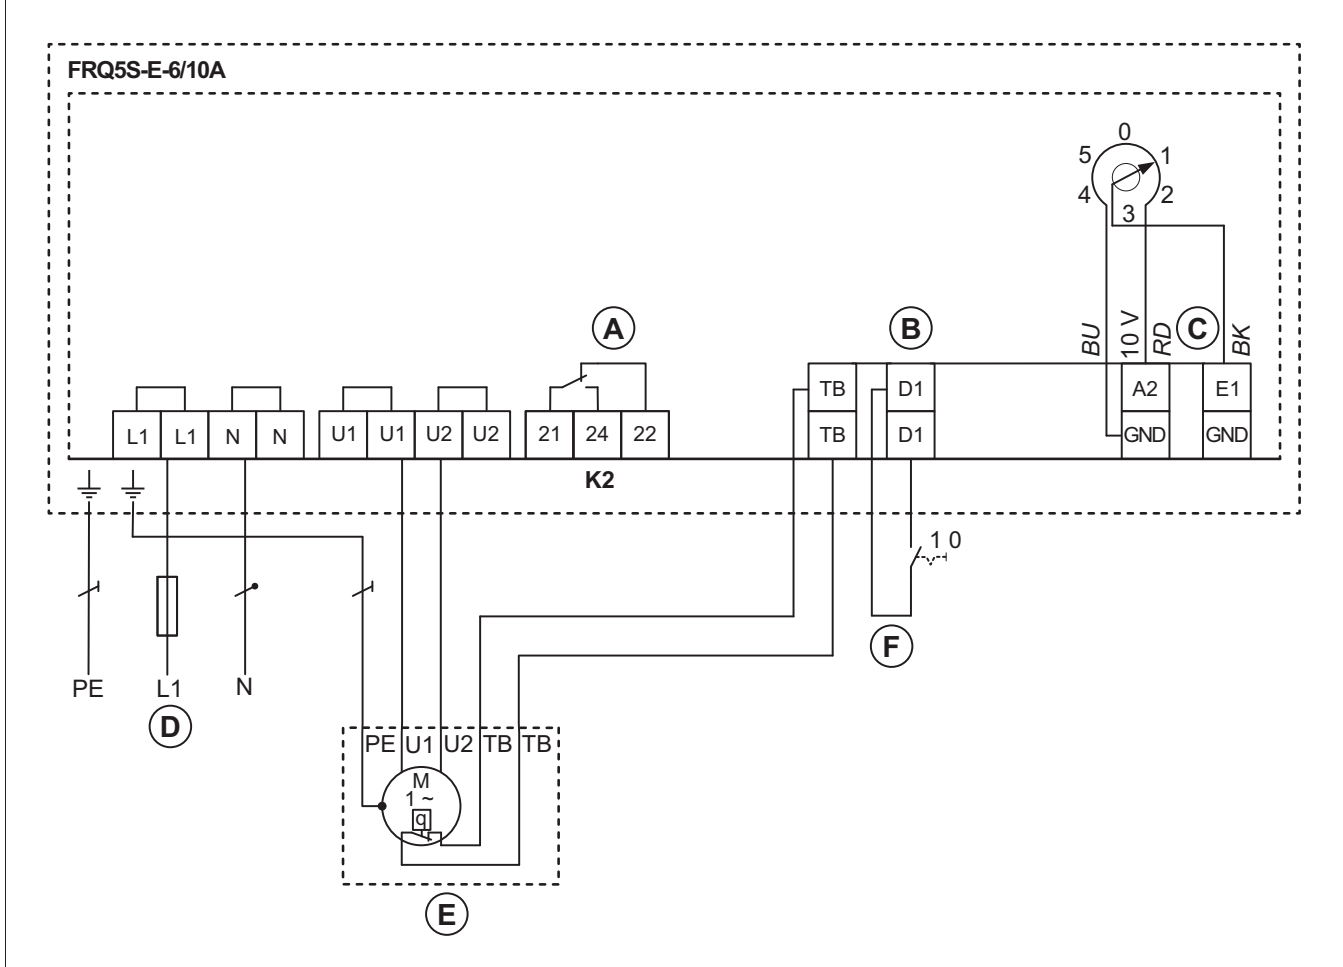 FRQ5S-E-6/10A
0
5 1
4 2
3
A B C
BU 10 V RD BK
TB D1 A2 E1
L1 L1 N N U1 U1 U2 U2 21 24 22 TB D1 GND GND
K2
1 0
F
PE L1 N
D
PE U1 U2 TB TB
M
1 ~
q
E